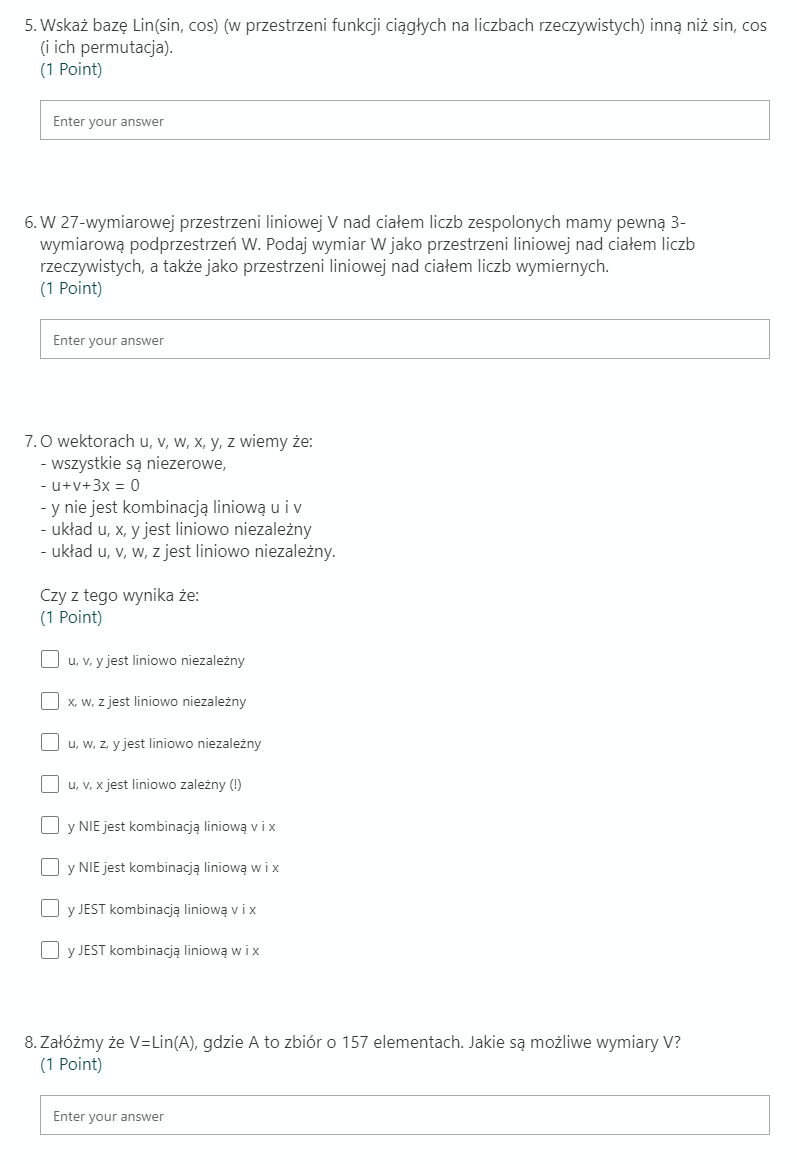 5. Wskaż bazę Lin(sin, cos) (w przestrzeni funkcji ciągłych na liczbach rzeczywistych) inną niż sin, cos
(i ich permutacja).
(1 Point)
Enter your answer
6. W 27-wymiarowej przestrzeni liniowej V nad ciałem liczb zespolonych mamy pewną 3-
wymiarową podprzestrzeń W. Podaj wymiar W jako przestrzeni liniowej nad ciałem liczb
rzeczywistych, a także jako przestrzeni liniowej nad ciałem liczb wymiernych.
(1 Point)
Enter your answer
7. O wektorach u, v, w, x, y, z wiemy że:
- wszystkie są niezerowe,
- u+v+3x = 0
- y nie jest kombinacją liniową u i v
- układ u, x, y jest liniowo niezależny
- układ u, v, w, z jest liniowo niezależny.
Czy z tego wynika że:
(1 Point)
u, v, y jest liniowo niezależny
x, w, z jest liniowo niezależny
u, w, z, y jest liniowo niezależny
u, v, x jest liniowo zależny (!)
y NIE jest kombinacją liniową v i x
y NIE jest kombinacją liniową w i x
y JEST kombinacją liniową v i x
y JEST kombinacją liniową w i x
8. Załóżmy że V=Lin(A), gdzie A to zbiór o 157 elementach. Jakie są możliwe wymiary V?
(1 Point)
Enter your answer